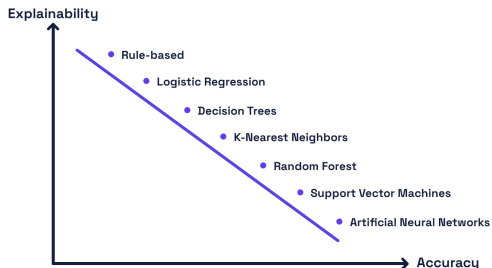 Explainability
Rule-based
Logistic Regression
Decision Trees
K-Nearest Neighbors
Random Forest
Support Vector Machines
Artificial Neural Networks
Accuracy